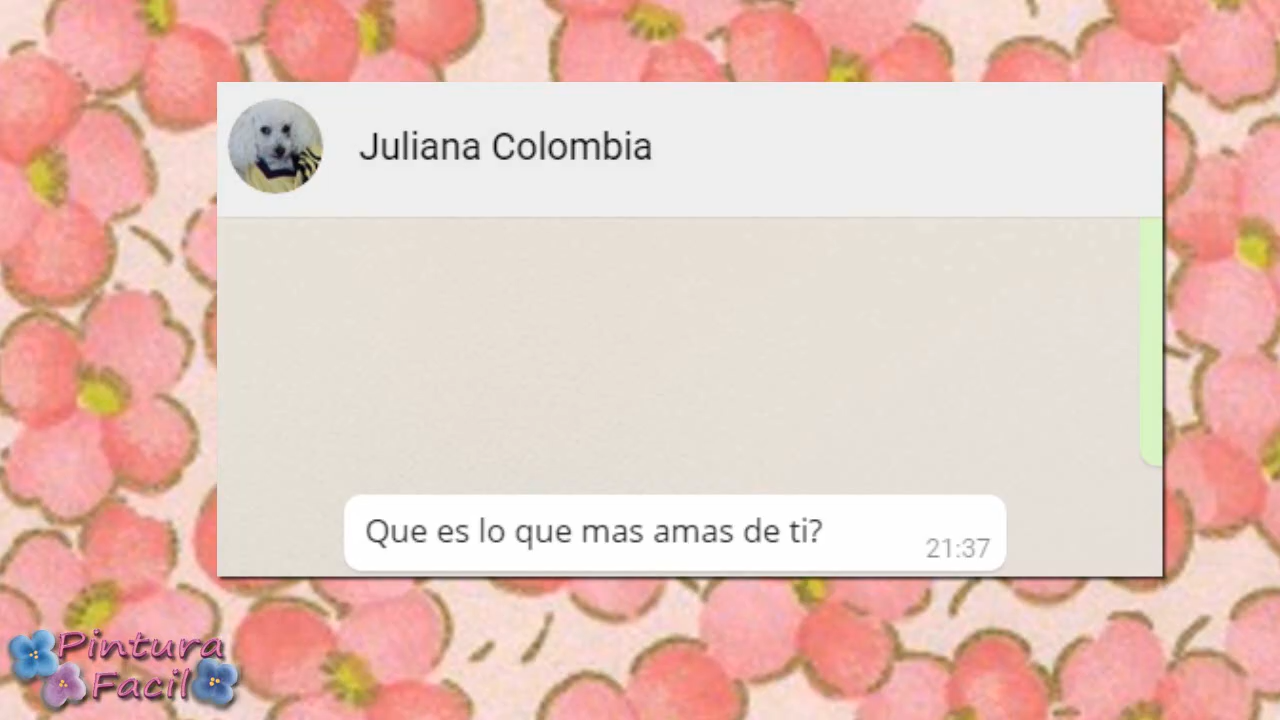 Juliana Colombia
Que es lo que mas amas de ti?
21:37
Pintura
Facil